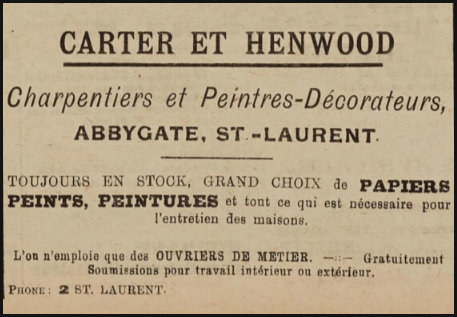 CARTER ET HENWOOD
Charpentiers et Peintres-Décorateurs,
ABBYGATE, ST.-LAURENT.
TOUJOURS EN STOCK, GRAND CHOIX de PAPIERS
PEINTS, PEINTURES et tout ce qui est nécessaire pour
l'entretien des maisons.
L'on n'emploie que des OUVRIERS DE METIER. —::— Gratuitement
Soumissions pour travail intérieur ou extérieur.
PHONE: 2 ST. LAURENT.